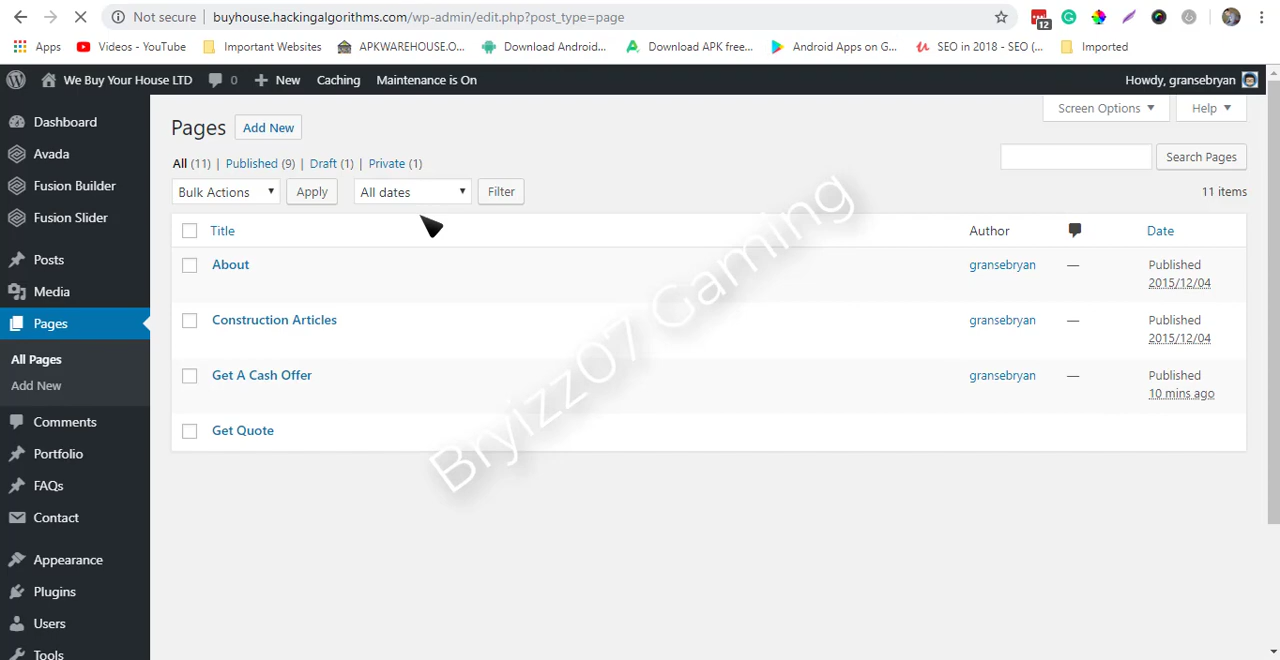 Not secure | buyhouse.hackingalgorithms.com/wp-admin/edit.php?post_type=page
12
Apps Videos - YouTube Important Websites APKWAREHOUSE.O... Download Android... Download APK free... Android Apps on G... SEO in 2018 - SEO (... Imported
We Buy Your House LTD 0 New Caching Maintenance is On Howdy, gransebryan
Screen Options Help
Dashboard
Avada
Fusion Builder
Fusion Slider
Posts
Media
Pages
All Pages
Add New
Comments
Portfolio
FAQs
Contact
Appearance
Plugins
Users
Tools
Pages Add New
All (11) | Published (9) | Draft (1) | Private (1)
Search Pages
Bulk Actions Apply All dates Filter 11 items
Title Author Date
About gransebryan — Published
2015/12/04
Construction Articles gransebryan — Published
2015/12/04
Get A Cash Offer gransebryan — Published
10 mins ago
Get Quote
Bryizz07 Gaming